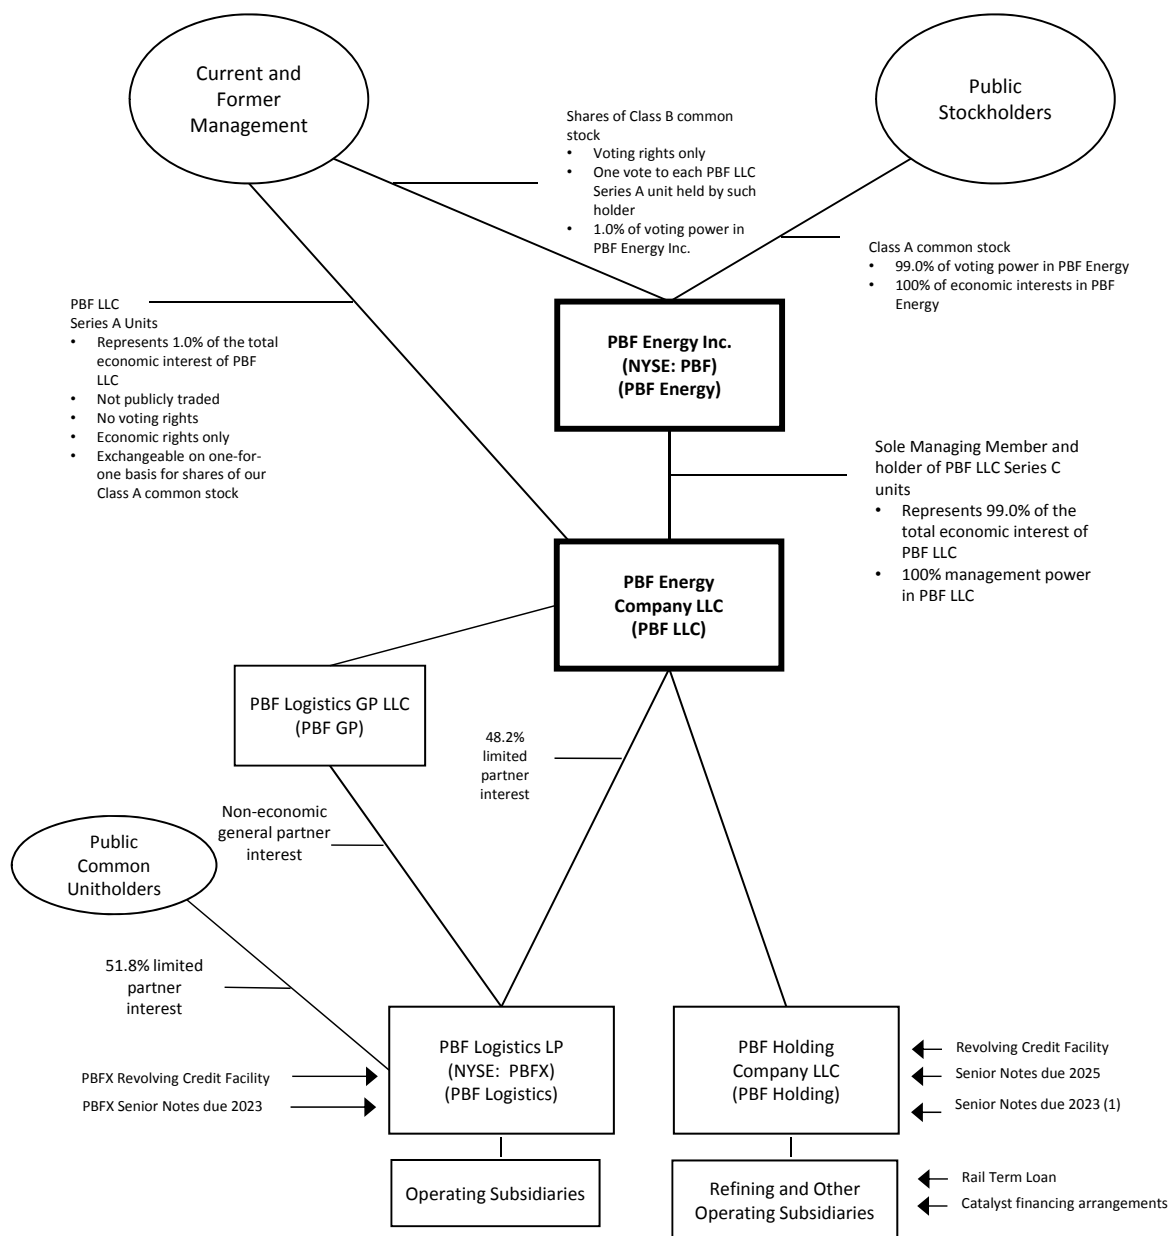 Current and
Former
Management
Public
Stockholders
Shares of Class B common
stock
• Voting rights only
• One vote to each PBF LLC
Series A unit held by such
holder
• 1.0% of voting power in
PBF Energy Inc.
Class A common stock
• 99.0% of voting power in PBF Energy
• 100% of economic interests in PBF
Energy
PBF LLC
Series A Units
• Represents 1.0% of the total
economic interest of PBF
LLC
• Not publicly traded
• No voting rights
• Economic rights only
• Exchangeable on one-for-
one basis for shares of our
Class A common stock
PBF Energy Inc.
(NYSE: PBF)
(PBF Energy)
Sole Managing Member and
holder of PBF LLC Series C
units
• Represents 99.0% of the
total economic interest of
PBF LLC
• 100% management power
in PBF LLC
PBF Energy
Company LLC
(PBF LLC)
PBF Logistics GP LLC
(PBF GP)
48.2%
limited
partner
interest
Non-economic
general partner
interest
Public
Common
Unitholders
51.8% limited
partner
interest
PBF Logistics LP
(NYSE: PBFX)
(PBF Logistics)
PBF Holding
Company LLC
(PBF Holding)
PBFX Revolving Credit Facility
PBFX Senior Notes due 2023
Revolving Credit Facility
Senior Notes due 2025
Senior Notes due 2023 (1)
Operating Subsidiaries
Refining and Other
Operating Subsidiaries
Rail Term Loan
Catalyst financing arrangements